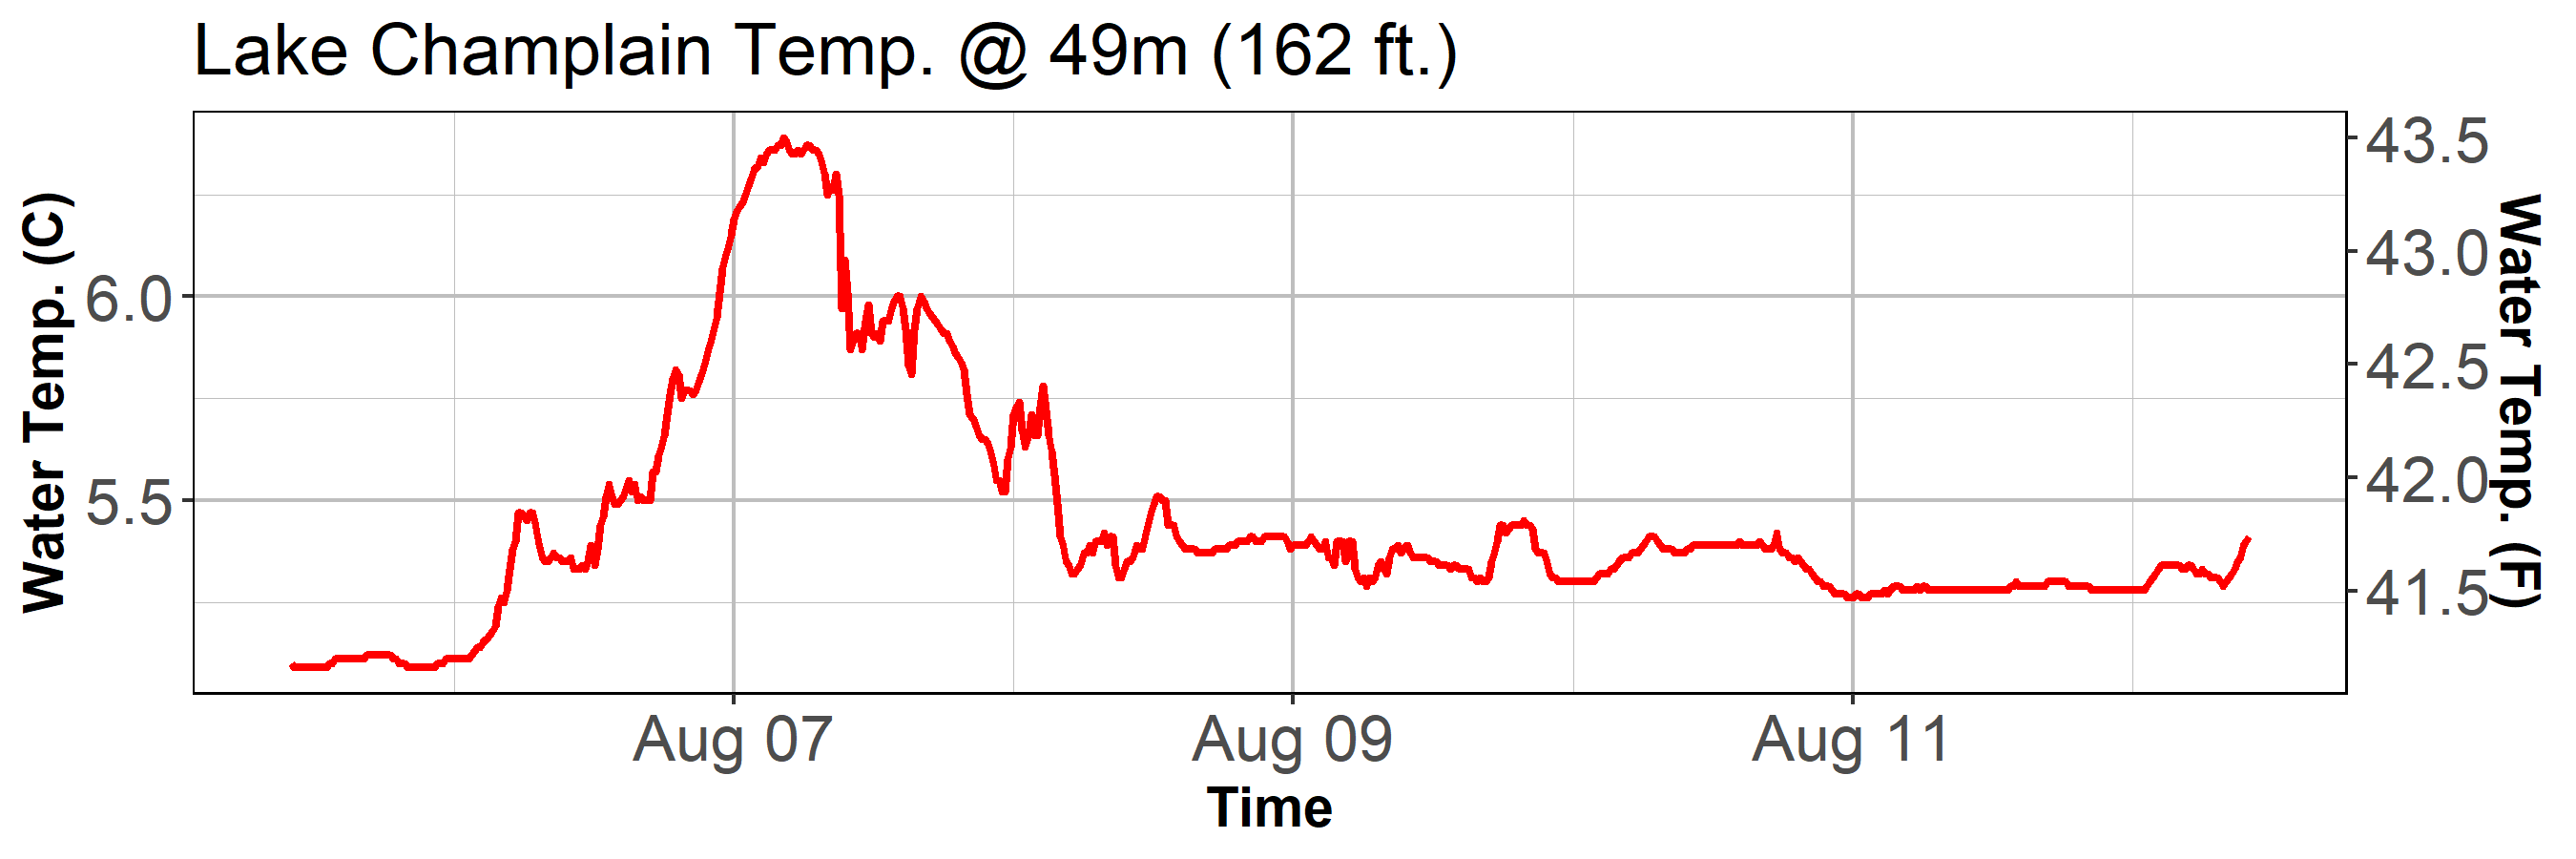 Lake Champlain Temp. @ 49m (162 ft.)
Water Temp. (C)
6.0
5.5
43.5
43.0
42.5
42.0
41.5
Water Temp. (F)
Aug 07
Aug 09
Aug 11
Time